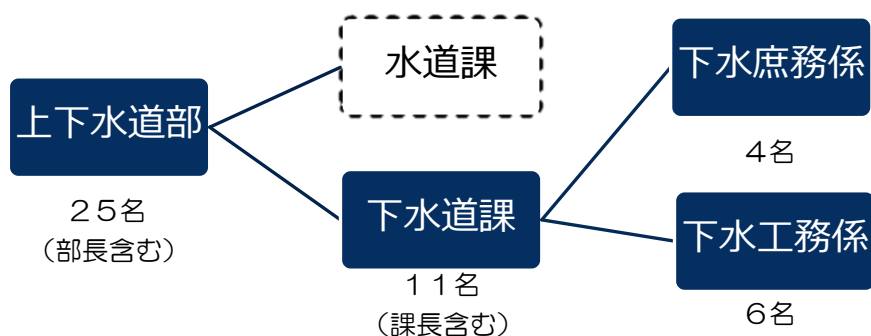 上下水道部
２５名
（部長含む）
水道課
下水道課
１１名
（課長含む）
下水庶務係
４名
下水工務係
６名